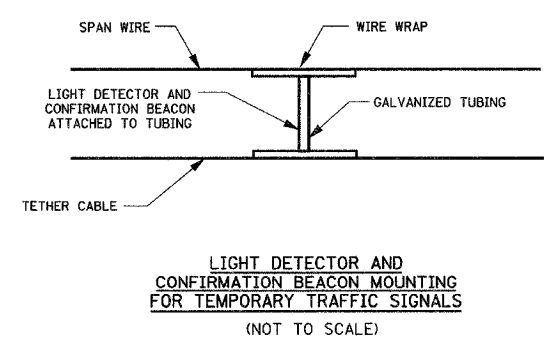 SPAN WIRE
WIRE WRAP
LIGHT DETECTOR AND
CONFIRMATION BEACON
ATTACHED TO TUBING
GALVANIZED TUBING
TETHER CABLE
LIGHT DETECTOR AND
CONFIRMATION BEACON MOUNTING
FOR TEMPORARY TRAFFIC SIGNALS
(NOT TO SCALE)